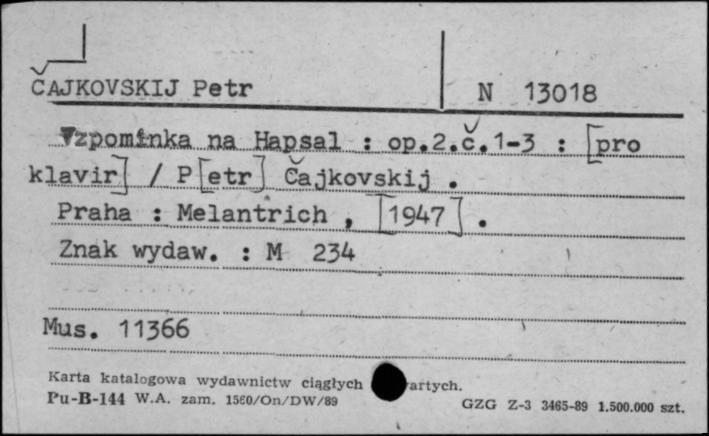 ČAJKOVSKIJ Petr N 13018
Vzpomínka na Hapsal : op.2.č.1-3 : [pro
klavir] / P[etr] Čajkovskij .
Praha : Melantrich , [1947] .
Znak wydaw. : M 234
Mus. 11366
Karta katalogowa wydawnictw ciągłych artych.
Pu-B-144 W.A. zam. 1560/On/DW/89 GZG Z-3 3465-89 1.500.000 szt.